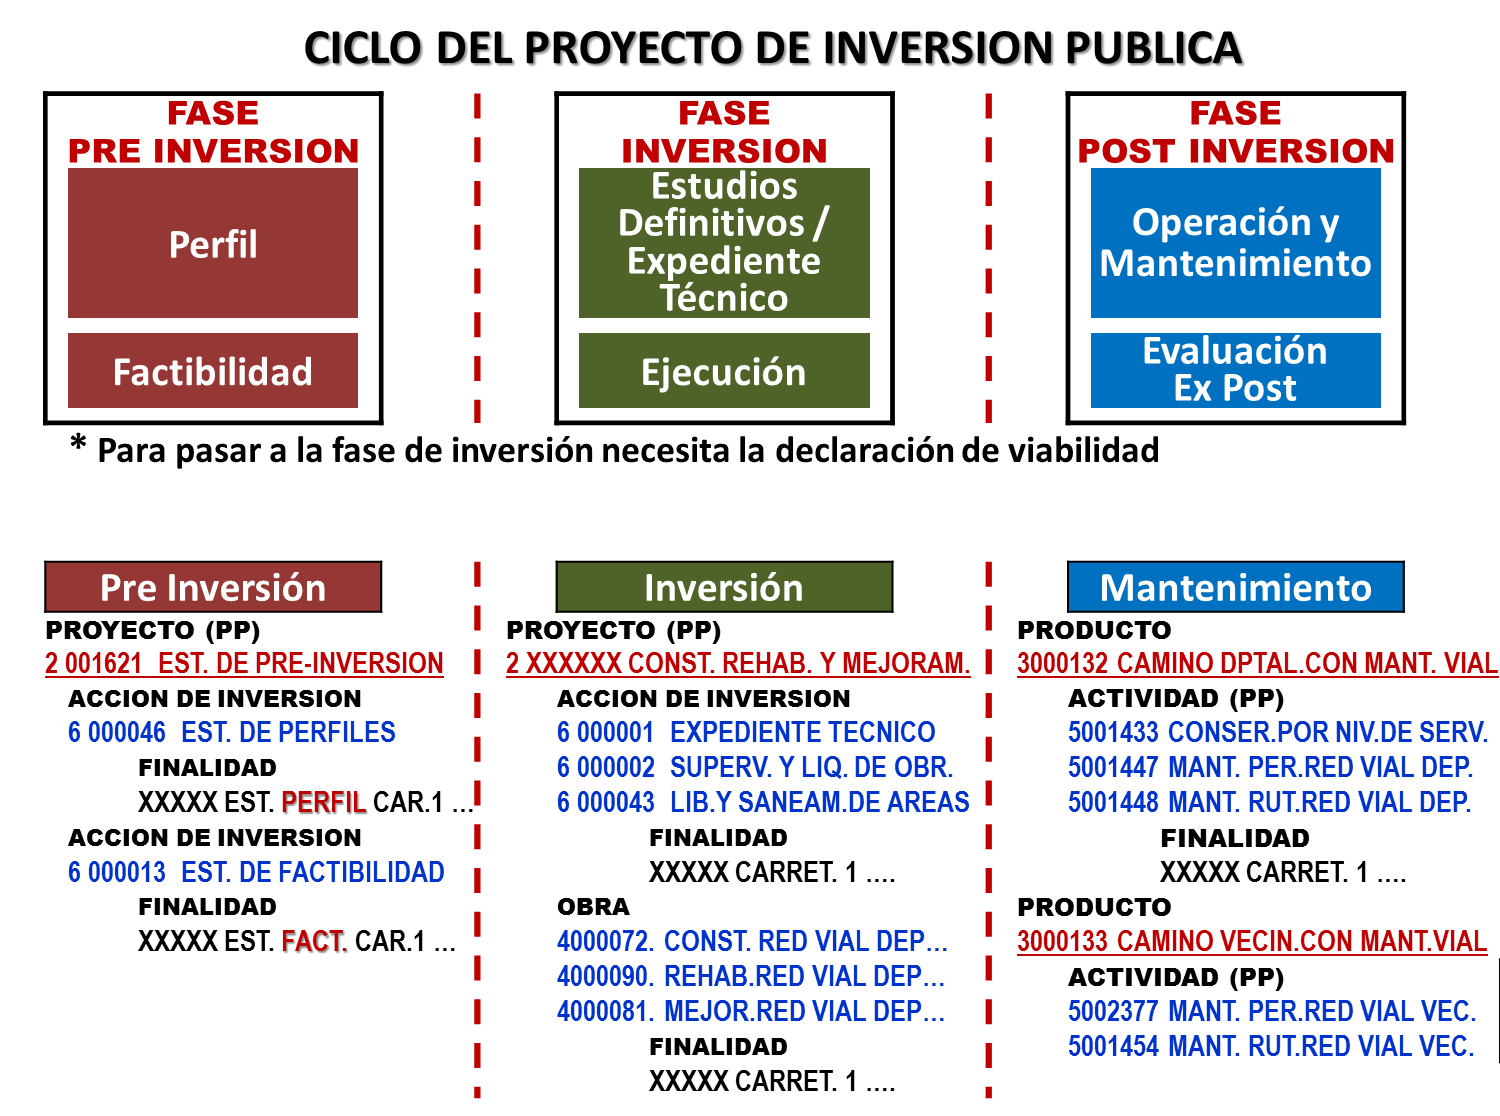 CICLO DEL PROYECTO DE INVERSION PUBLICA
FASE
PRE INVERSION
Perfil
Factibilidad
FASE
INVERSION
Estudios
Definitivos /
Expediente
Técnico
Ejecución
FASE
POST INVERSION
Operación y
Mantenimiento
Evaluación
Ex Post
* Para pasar a la fase de inversión necesita la declaración de viabilidad
Pre Inversión
PROYECTO (PP)
2 001621 EST. DE PRE-INVERSION
ACCION DE INVERSION
6 000046 EST. DE PERFILES
FINALIDAD
XXXXX EST. PERFIL CAR.1 ...
ACCION DE INVERSION
6 000013 EST. DE FACTIBILIDAD
FINALIDAD
XXXXX EST. FACT. CAR.1 ...
Inversión
PROYECTO (PP)
2 XXXXXX CONST. REHAB. Y MEJORAM.
ACCION DE INVERSION
6 000001 EXPEDIENTE TECNICO
6 000002 SUPERV. Y LIQ. DE OBR.
6 000043 LIB.Y SANEAM.DE AREAS
FINALIDAD
XXXXX CARRET. 1 ....
OBRA
4000072. CONST. RED VIAL DEP...
4000090. REHAB.RED VIAL DEP...
4000081. MEJOR.RED VIAL DEP...
FINALIDAD
XXXXX CARRET. 1 ....
Mantenimiento
PRODUCTO
3000132 CAMINO DPTAL.CON MANT. VIAL
ACTIVIDAD (PP)
5001433 CONSER.POR NIV.DE SERV.
5001447 MANT. PER.RED VIAL DEP.
5001448 MANT. RUT.RED VIAL DEP.
FINALIDAD
XXXXX CARRET. 1 ....
PRODUCTO
3000133 CAMINO VECIN.CON MANT.VIAL
ACTIVIDAD (PP)
5002377 MANT. PER.RED VIAL VEC.
5001454 MANT. RUT.RED VIAL VEC.